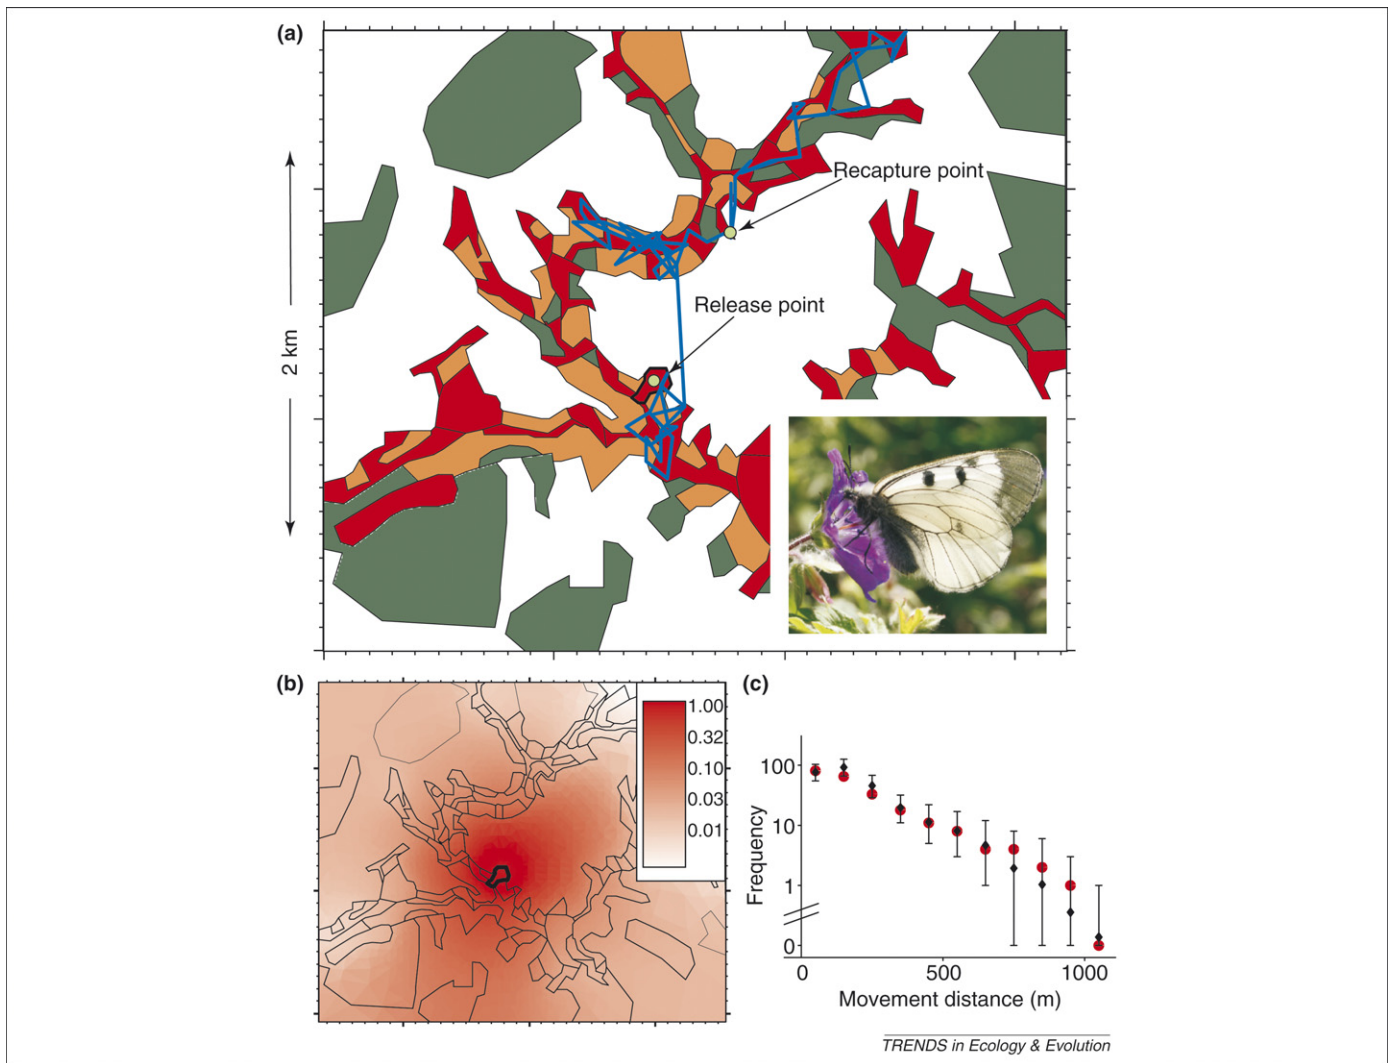 (a)
Recapture point
Release point
2 km
(b)
1.00
0.32
0.10
0.03
0.01
(c)
Frequency
100
10
1
0
0
500
1000
Movement distance (m)
TRENDS in Ecology & Evolution